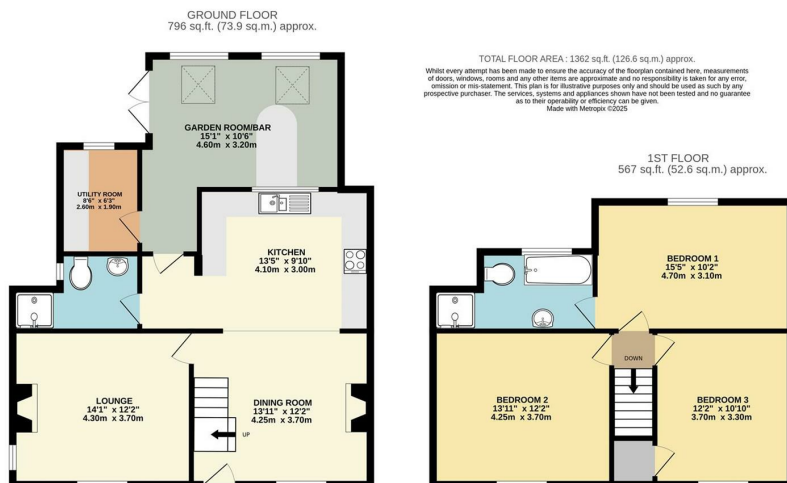 GROUND FLOOR
796 sq.ft. (73.9 sq.m.) approx.
GARDEN ROOM/BAR
15'1" x 10'6"
4.60m x 3.20m
UTILITY ROOM
8'6" x 6'3"
2.60m x 1.90m
KITCHEN
13'5" x 9'10"
4.10m x 3.00m
LOUNGE
14'1" x 12'2"
4.30m x 3.70m
DINING ROOM
13'11" x 12'2"
4.25m x 3.70m
UP
TOTAL FLOOR AREA : 1362 sq.ft. (126.6 sq.m.) approx.
Whilst every attempt has been made to ensure the accuracy of the floorplan contained here, measurements
of doors, windows, rooms and any other items are approximate and no responsibility is taken for any error,
omission or mis-statement. This plan is for illustrative purposes only and should be used as such by any
prospective purchaser. The services, systems and appliances shown have not been tested and no guarantee
as to their operability or efficiency can be given.
Made with Metropix ©2025
1ST FLOOR
567 sq.ft. (52.6 sq.m.) approx.
BEDROOM 1
15'5" x 10'2"
4.70m x 3.10m
DOWN
BEDROOM 2
13'11" x 12'2"
4.25m x 3.70m
BEDROOM 3
12'2" x 10'10"
3.70m x 3.30m